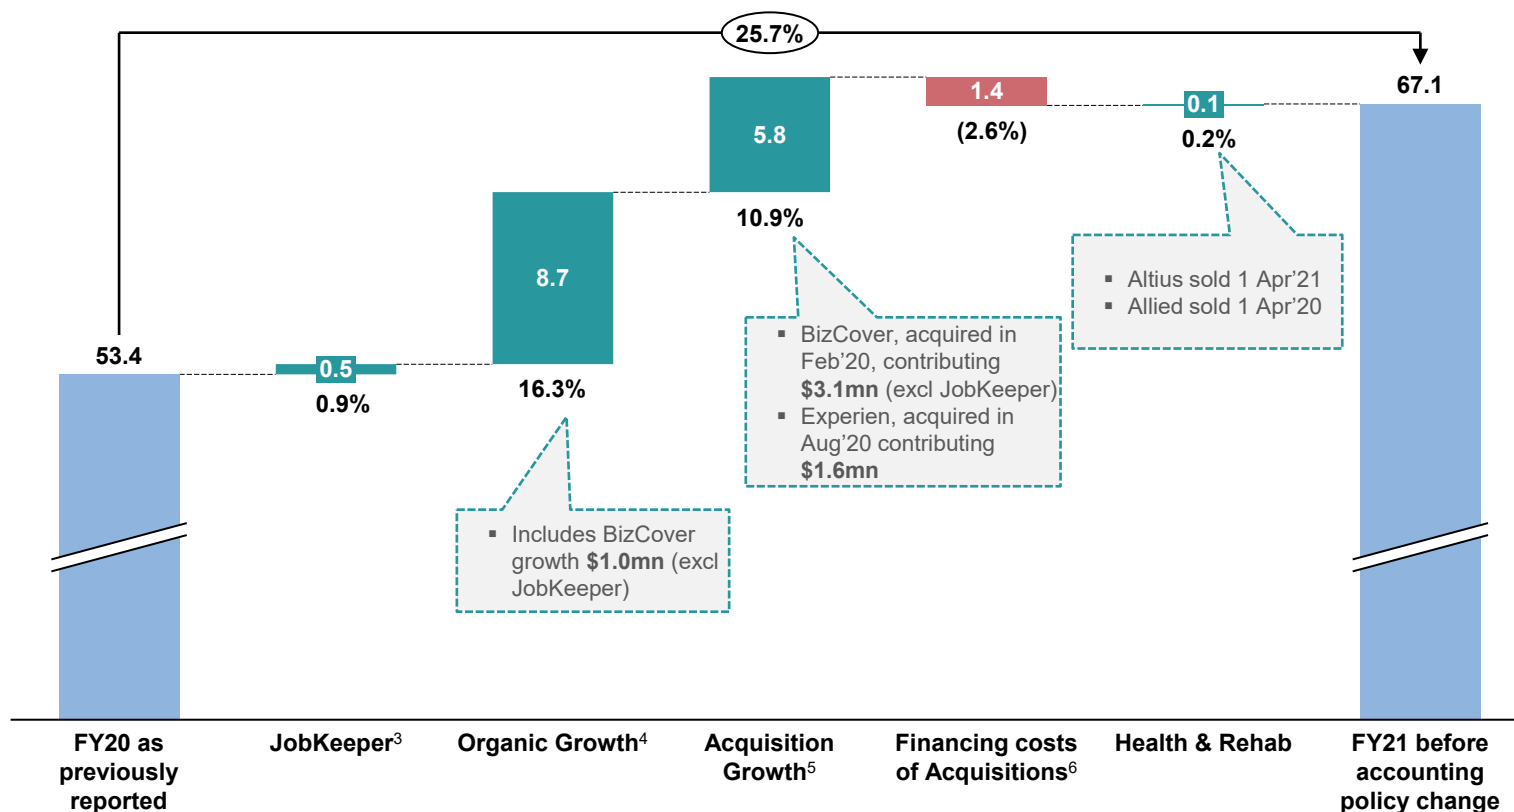 25.7%
53.4
0.5
0.9%
8.7
16.3%
▪ Includes BizCover
growth $1.0mn (excl
JobKeeper)
5.8
10.9%
▪ BizCover, acquired in
Feb’20, contributing
$3.1mn (excl JobKeeper)
▪ Experien, acquired in
Aug’20 contributing
$1.6mn
1.4
(2.6%)
0.1
0.2%
▪ Altius sold 1 Apr’21
▪ Allied sold 1 Apr’20
67.1
FY20 as
previously
reported
JobKeeper³
Organic Growth⁴
Acquisition
Growth⁵
Financing costs
of Acquisitions⁶
Health & Rehab
FY21 before
accounting
policy change